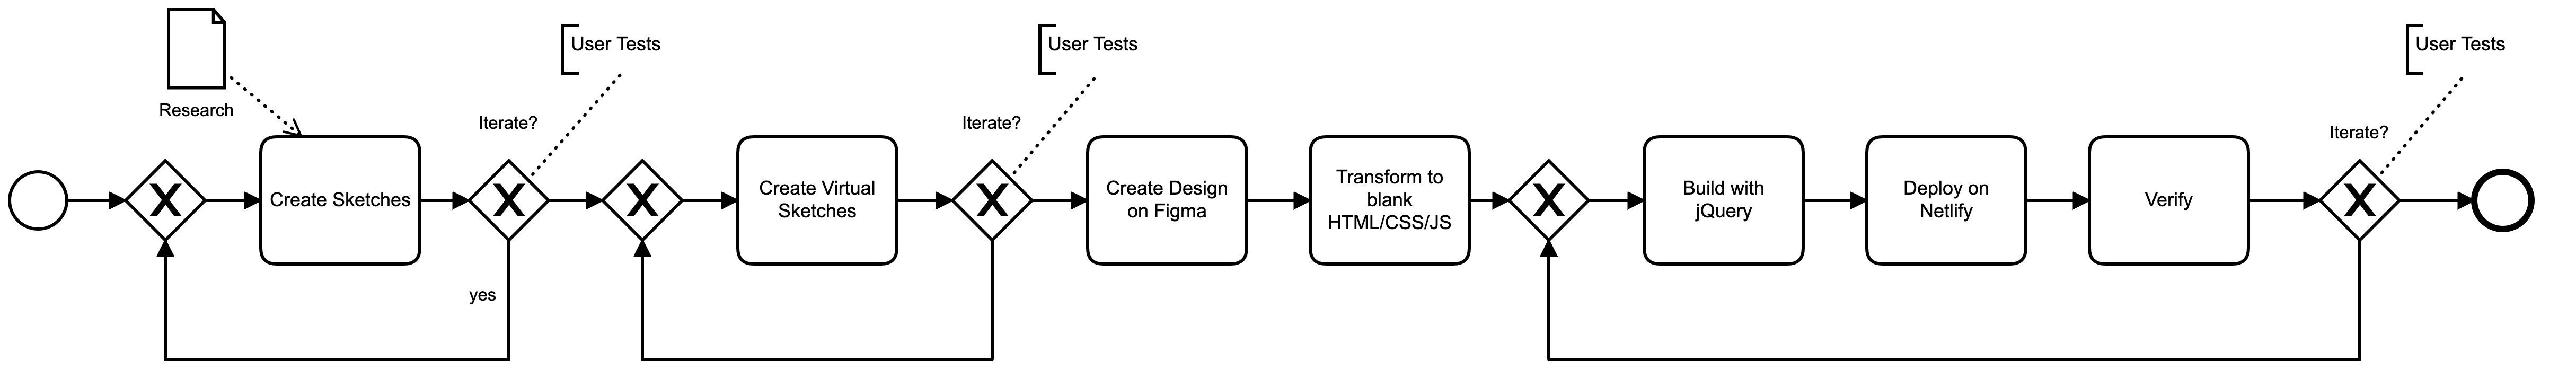 Research
Create Sketches
Iterate?
User Tests
yes
Create Virtual
Sketches
Iterate?
User Tests
Create Design
on Figma
Transform to
blank
HTML/CSS/JS
Build with
jQuery
Deploy on
Netlify
Verify
Iterate?
User Tests